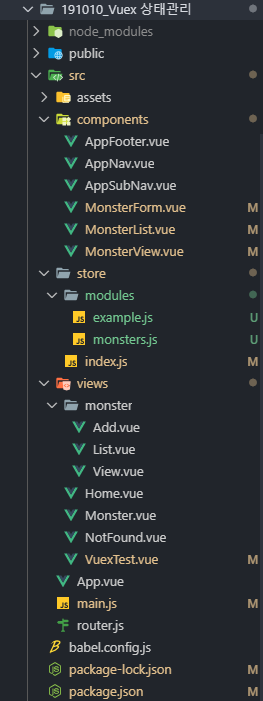 191010_Vuex 상태관리
node_modules
public
src
assets
components
AppFooter.vue
AppNav.vue
AppSubNav.vue
MonsterForm.vue M
MonsterList.vue M
MonsterView.vue M
store
modules
example.js U
monsters.js U
index.js M
views
monster
Add.vue
List.vue
View.vue
Home.vue
Monster.vue
NotFound.vue
VuexTest.vue M
App.vue
JS main.js M
router.js
babel.config.js
package-lock.json M
package.json M